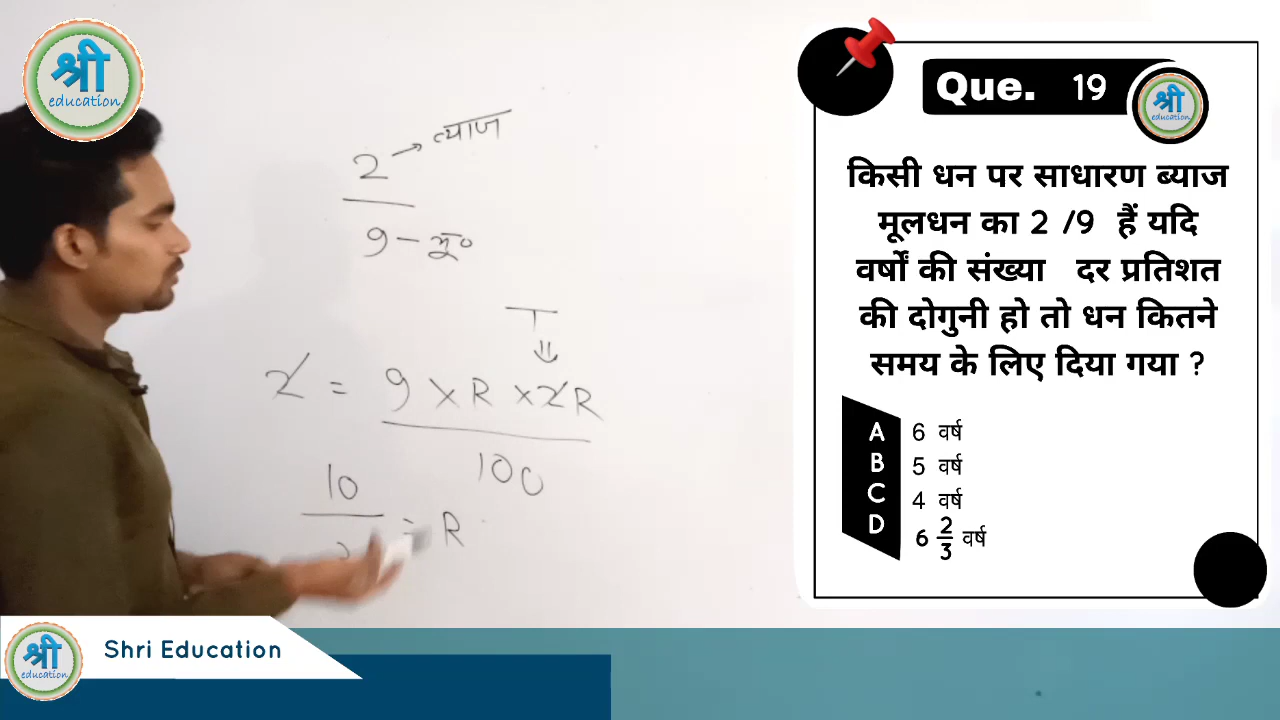 श्री
education
2 → ब्याज
9 - मू०
T
2 = 9 × R × 2R
100
10
= R
Que. 19
श्री
education
किसी धन पर साधारण ब्याज
मूलधन का 2 /9 हैं यदि
वर्षों की संख्या दर प्रतिशत
की दोगुनी हो तो धन कितने
समय के लिए दिया गया ?
A 6 वर्ष
B 5 वर्ष
C 4 वर्ष
D 6 2/3 वर्ष
श्री
education
Shri Education